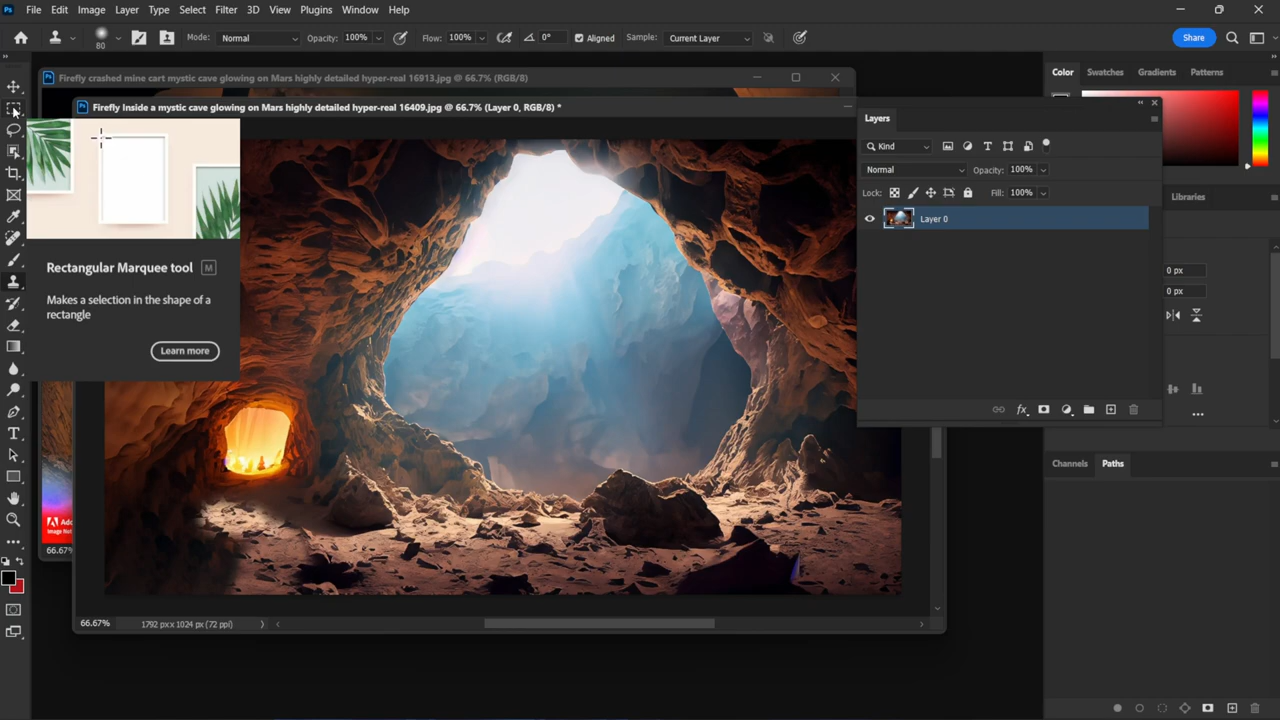 Ps File Edit Image Layer Type Select Filter 3D View Plugins Window Help
80 Mode: Normal Opacity: 100% Flow: 100% 0° Aligned Sample: Current Layer Share
Firefly crashed mine cart mystic cave glowing on Mars highly detailed hyper-real 16913.jpg @ 66.7% (RGB/8)
Color Swatches Gradients Patterns
Firefly Inside a mystic cave glowing on Mars highly detailed hyper-real 16409.jpg @ 66.7% (Layer 0, RGB/8) *
Layers
Kind
Normal Opacity: 100%
Lock: Fill: 100%
Libraries
Layer 0
Rectangular Marquee tool M
Makes a selection in the shape of a
rectangle
Learn more
0 px
0 px
Channels Paths
Ado
66.67%
66.67% 1792 px x 1024 px (72 ppi)